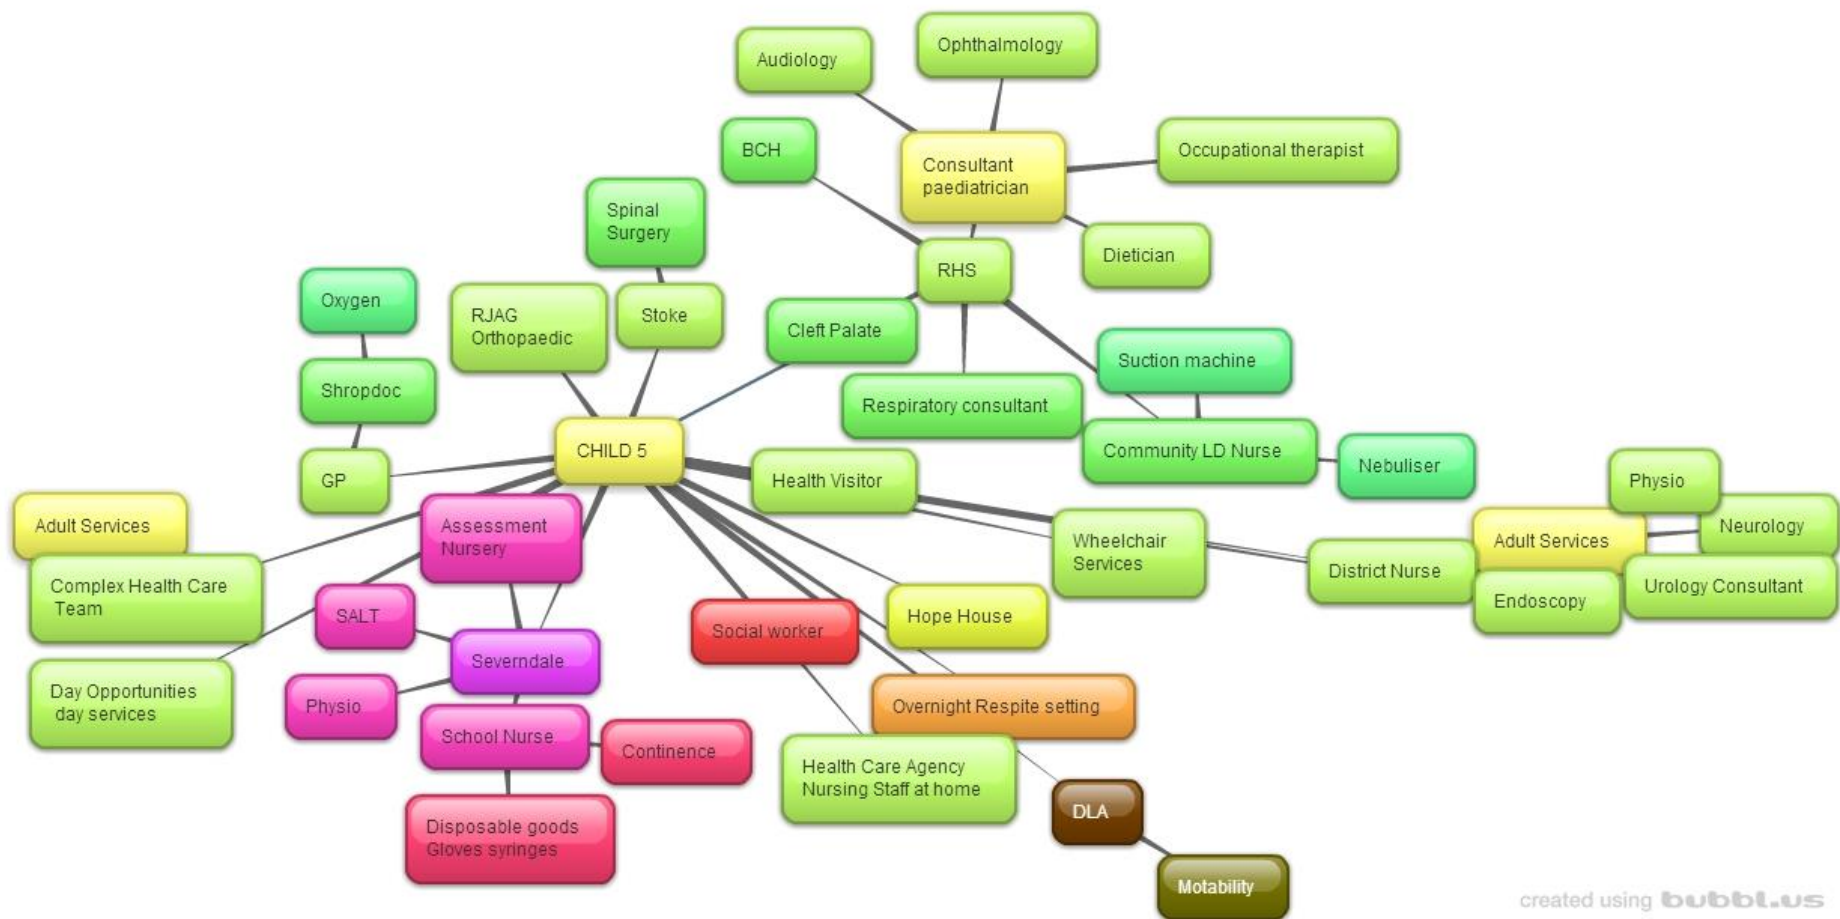 Ophthalmology
Audiology
BCH
Consultant
paediatrician
Occupational therapist
Spinal
Surgery
Dietician
RHS
Oxygen
RJAG
Orthopaedic
Stoke
Cleft Palate
Suction machine
Shropdoc
Respiratory consultant
CHILD 5
Community LD Nurse
Nebuliser
GP
Health Visitor
Physio
Adult Services
Assessment
Nursery
Wheelchair
Services
Adult Services
Neurology
Complex Health Care
Team
District Nurse
Endoscopy
Urology Consultant
SALT
Social worker
Hope House
Severndale
Day Opportunities
day services
Physio
Overnight Respite setting
School Nurse
Continence
Health Care Agency
Nursing Staff at home
DLA
Disposable goods
Gloves syringes
Motability
created using bubbl.us